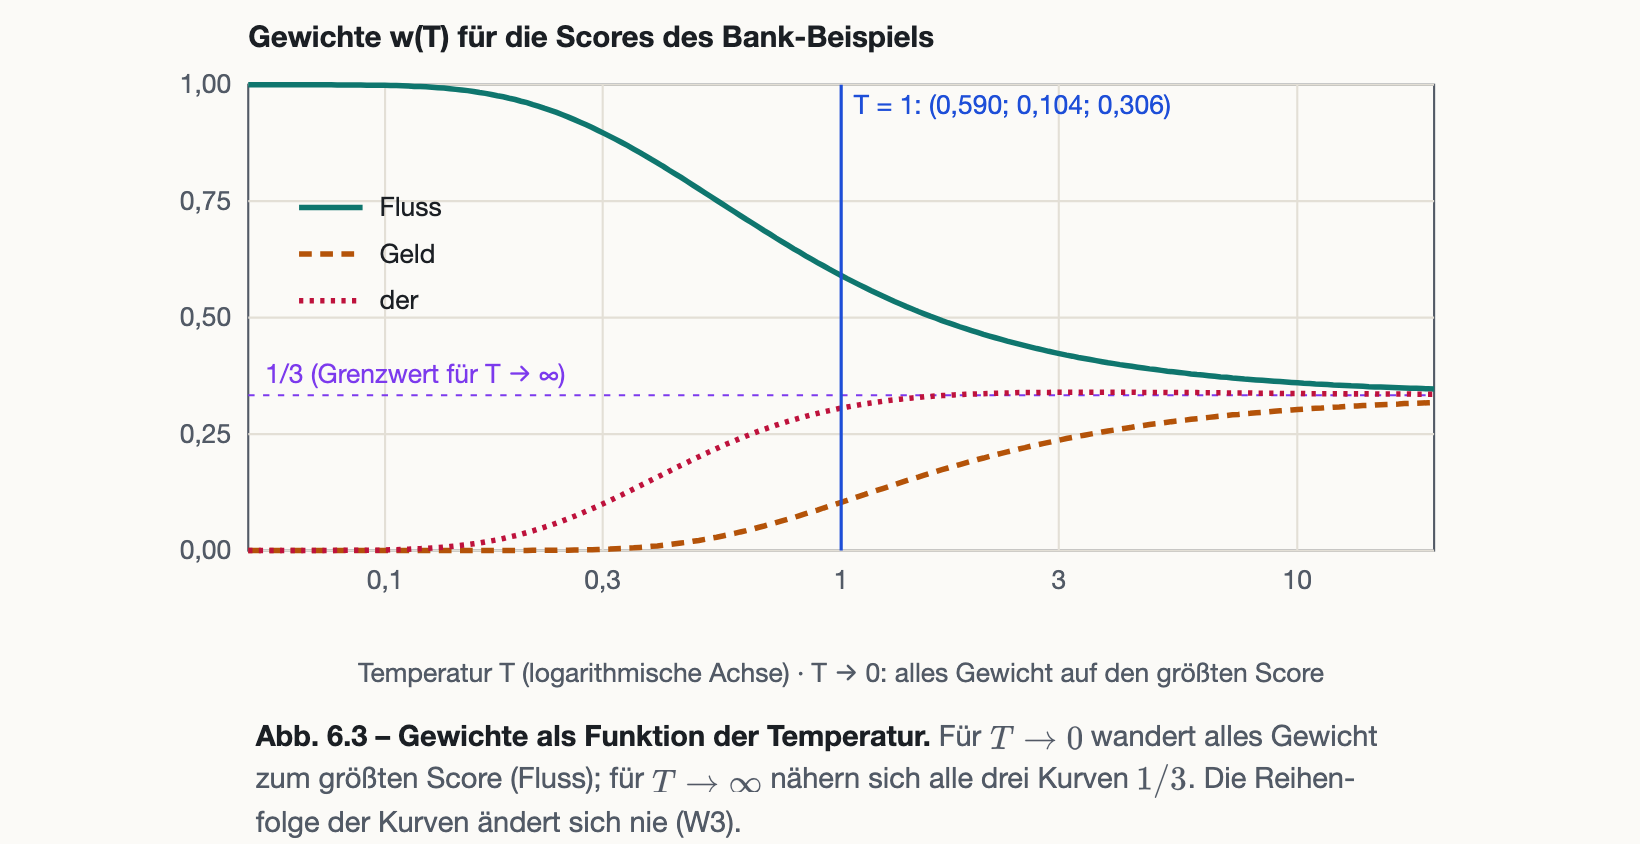 Gewichte w(T) für die Scores des Bank-Beispiels
1,00
T = 1: (0,590; 0,104; 0,306)
0,75
Fluss
Geld
der
0,50
1/3 (Grenzwert für T → ∞)
0,25
0,00
0,1 0,3 1 3 10
Temperatur T (logarithmische Achse) · T → 0: alles Gewicht auf den größten Score
Abb. 6.3 – Gewichte als Funktion der Temperatur. Für T → 0 wandert alles Gewicht
zum größten Score (Fluss); für T → ∞ nähern sich alle drei Kurven 1/3. Die Reihen-
folge der Kurven ändert sich nie (W3).